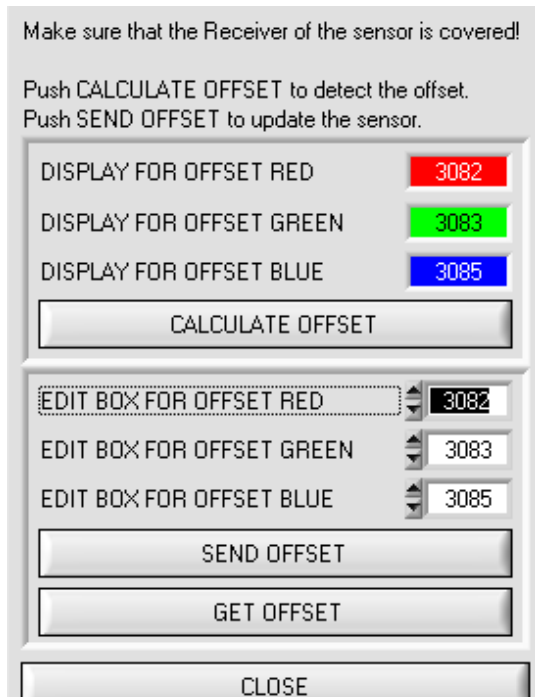 Make sure that the Receiver of the sensor is covered!
Push CALCULATE OFFSET to detect the offset.
Push SEND OFFSET to update the sensor.
DISPLAY FOR OFFSET RED 3082
DISPLAY FOR OFFSET GREEN 3083
DISPLAY FOR OFFSET BLUE 3085
CALCULATE OFFSET
EDIT BOX FOR OFFSET RED 3082
EDIT BOX FOR OFFSET GREEN 3083
EDIT BOX FOR OFFSET BLUE 3085
SEND OFFSET
GET OFFSET
CLOSE